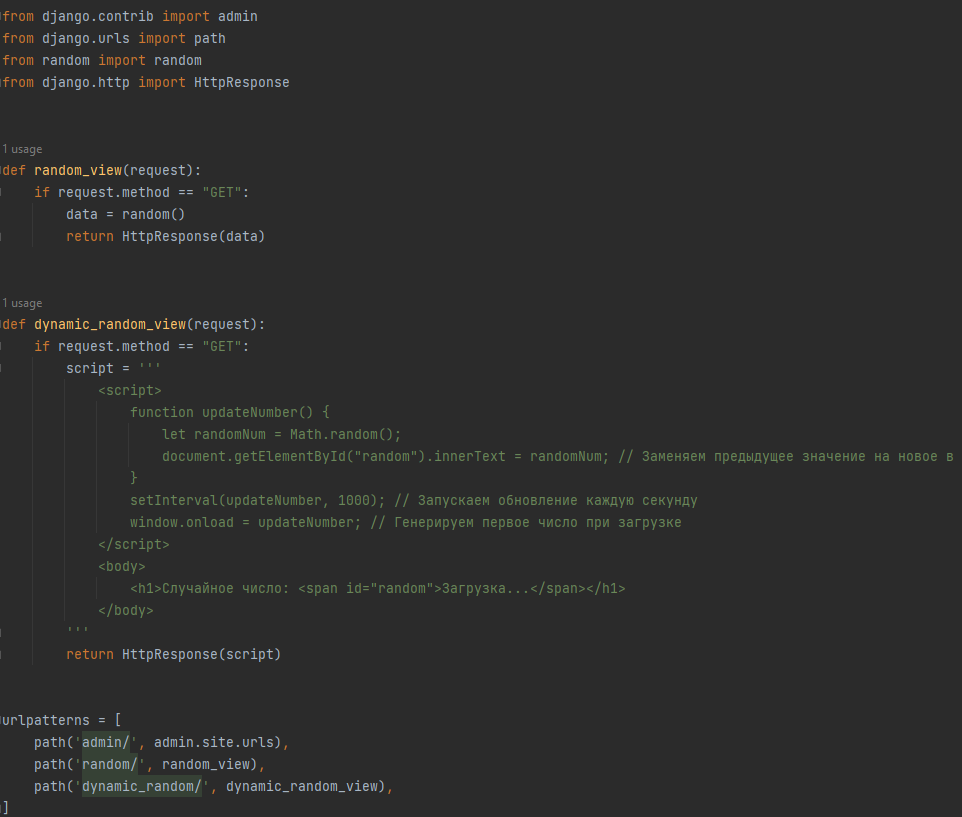 from django.contrib import admin
from django.urls import path
from random import random
from django.http import HttpResponse
1 usage
def random_view(request):
    if request.method == "GET":
        data = random()
        return HttpResponse(data)
1 usage
def dynamic_random_view(request):
    if request.method == "GET":
        script = '''
            <script>
                function updateNumber() {
                    let randomNum = Math.random();
                    document.getElementById("random").innerText = randomNum; // Заменяем предыдущее значение на новое в
                }
                setInterval(updateNumber, 1000); // Запускаем обновление каждую секунду
                window.onload = updateNumber; // Генерируем первое число при загрузке
            </script>
            <body>
                <h1>Случайное число: <span id="random">Загрузка...</span></h1>
            </body>
        '''
        return HttpResponse(script)
urlpatterns = [
    path('admin/', admin.site.urls),
    path('random/', random_view),
    path('dynamic_random/', dynamic_random_view),
]